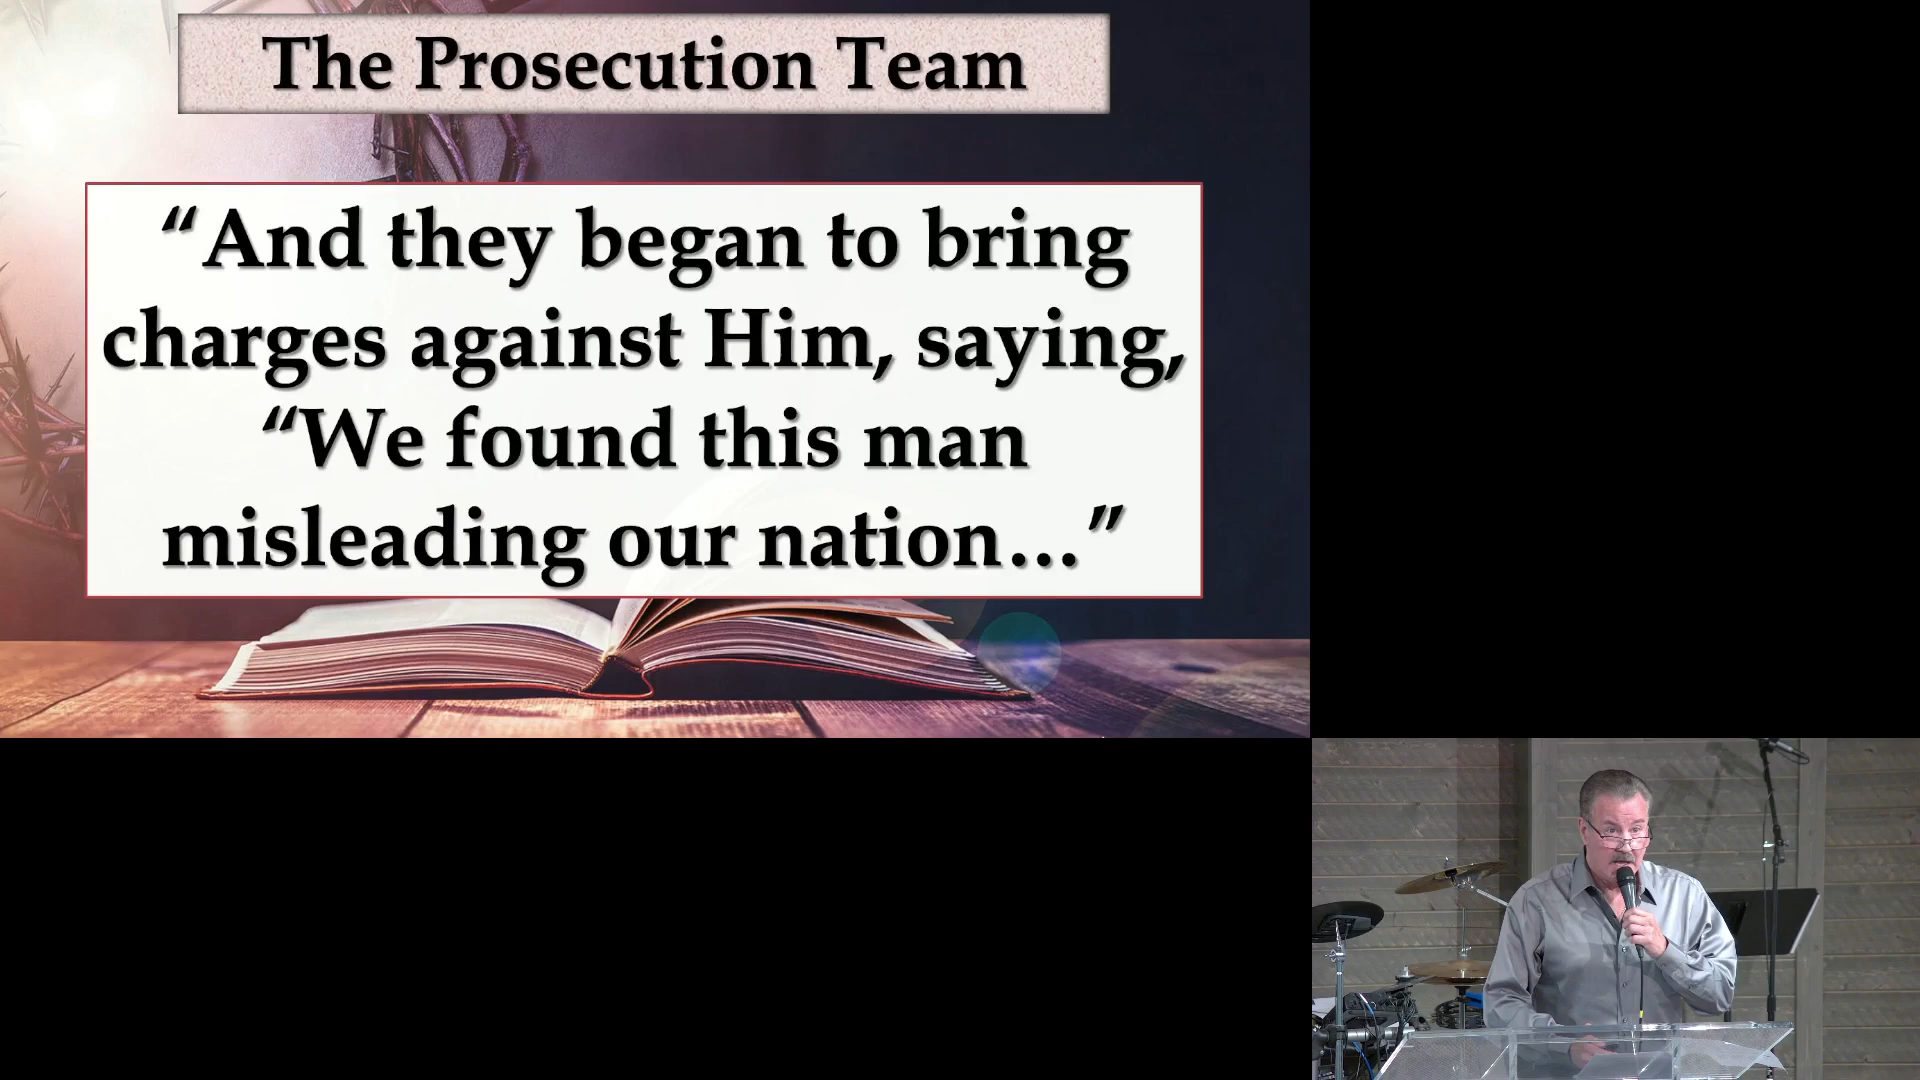 The Prosecution Team
“And they began to bring
charges against Him, saying,
“We found this man
misleading our nation…”